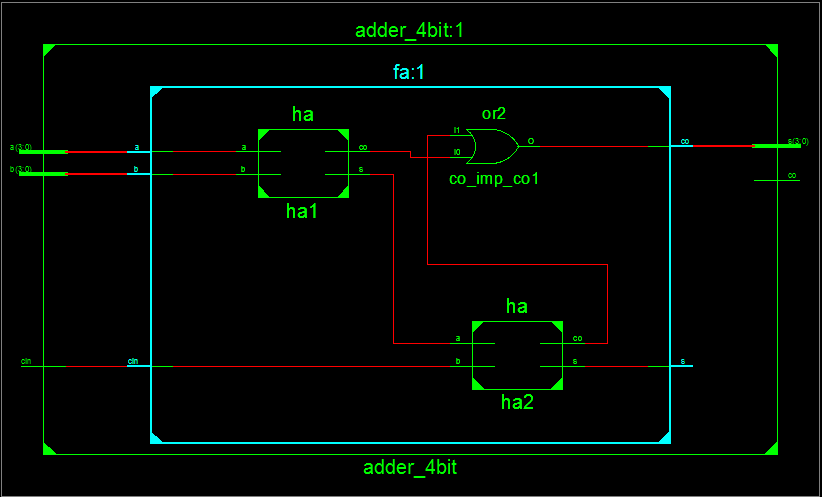 adder_4bit:1
fa:1
ha
or2
a(3:0)
a
a
co
I1
O
co
s(3:0)
b(3:0)
b
b
s
I0
co
co_imp_co1
ha1
ha
a
co
cin
cin
b
s
s
ha2
adder_4bit